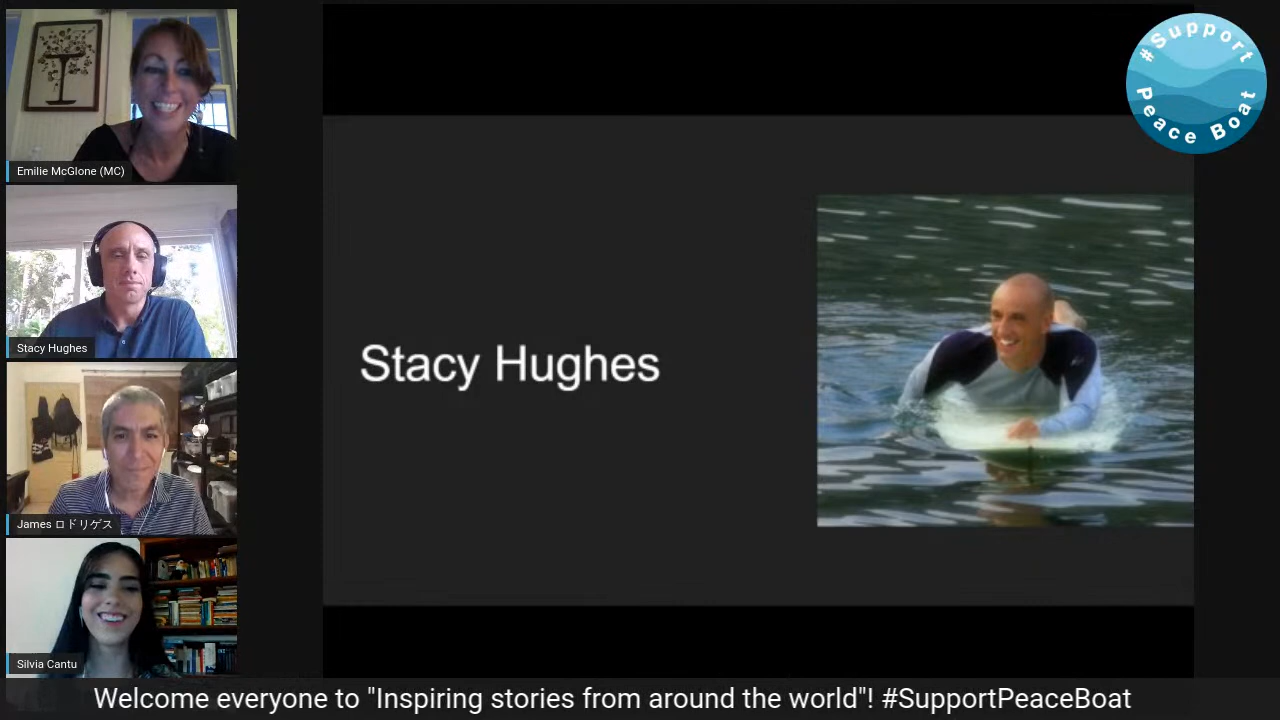 Emilie McGlone (MC)
Stacy Hughes
James ロドリゲス
Silvia Cantu
Stacy Hughes
#Support
Peace Boat
Welcome everyone to "Inspiring stories from around the world"! #SupportPeaceBoat